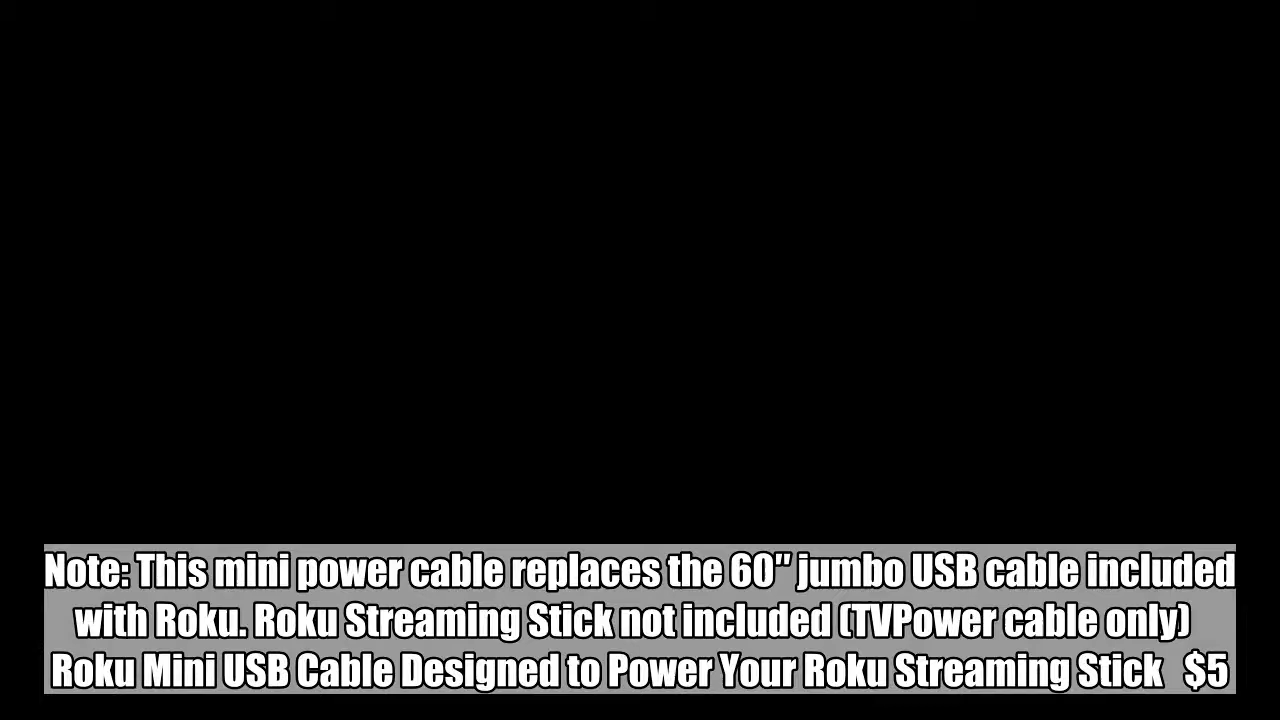 Note: This mini power cable replaces the 60" jumbo USB cable included
with Roku. Roku Streaming Stick not included (TVPower cable only)
Roku Mini USB Cable Designed to Power Your Roku Streaming Stick $5